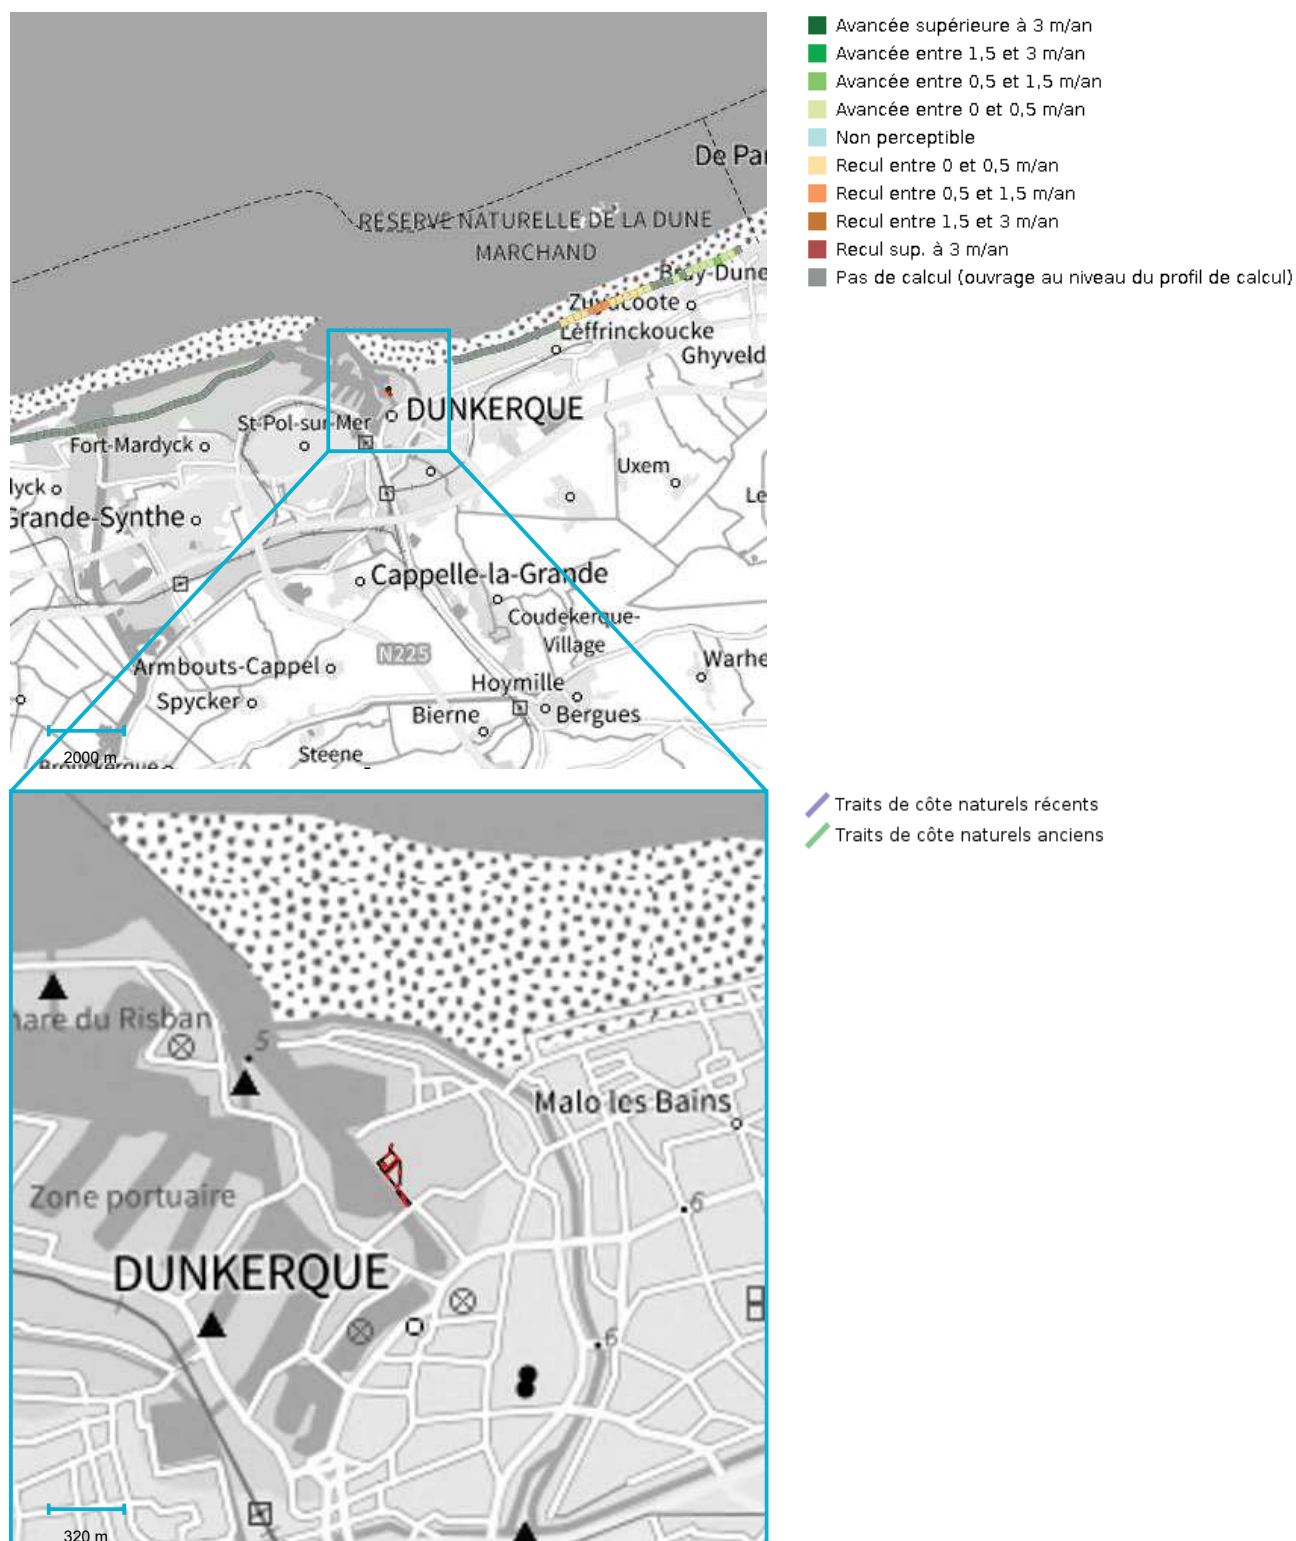 Avancée supérieure à 3 m/an
Avancée entre 1,5 et 3 m/an
Avancée entre 0,5 et 1,5 m/an
Avancée entre 0 et 0,5 m/an
Non perceptible
Recul entre 0 et 0,5 m/an
Recul entre 0,5 et 1,5 m/an
Recul entre 1,5 et 3 m/an
Recul sup. à 3 m/an
Pas de calcul (ouvrage au niveau du profil de calcul)
De Pa
RÉSERVE NATURELLE DE LA DUNE
MARCHAND
Bray-Dune
Zuydcoote
Leffrinckoucke
Ghyveld
DUNKERQUE
St-Pol-sur-Mer
Fort-Mardyck
Uxem
lyck
Le
Grande-Synthe
Cappelle-la-Grande
Coudekerque-
Village
N225
Armbouts-Cappel
Warhe
Spycker
Hoymille
Bierne
Bergues
Steene
2000 m
Brouckerque
Traits de côte naturels récents
Traits de côte naturels anciens
hare du Risban
5
Malo les Bains
Zone portuaire
6
DUNKERQUE
6
320 m